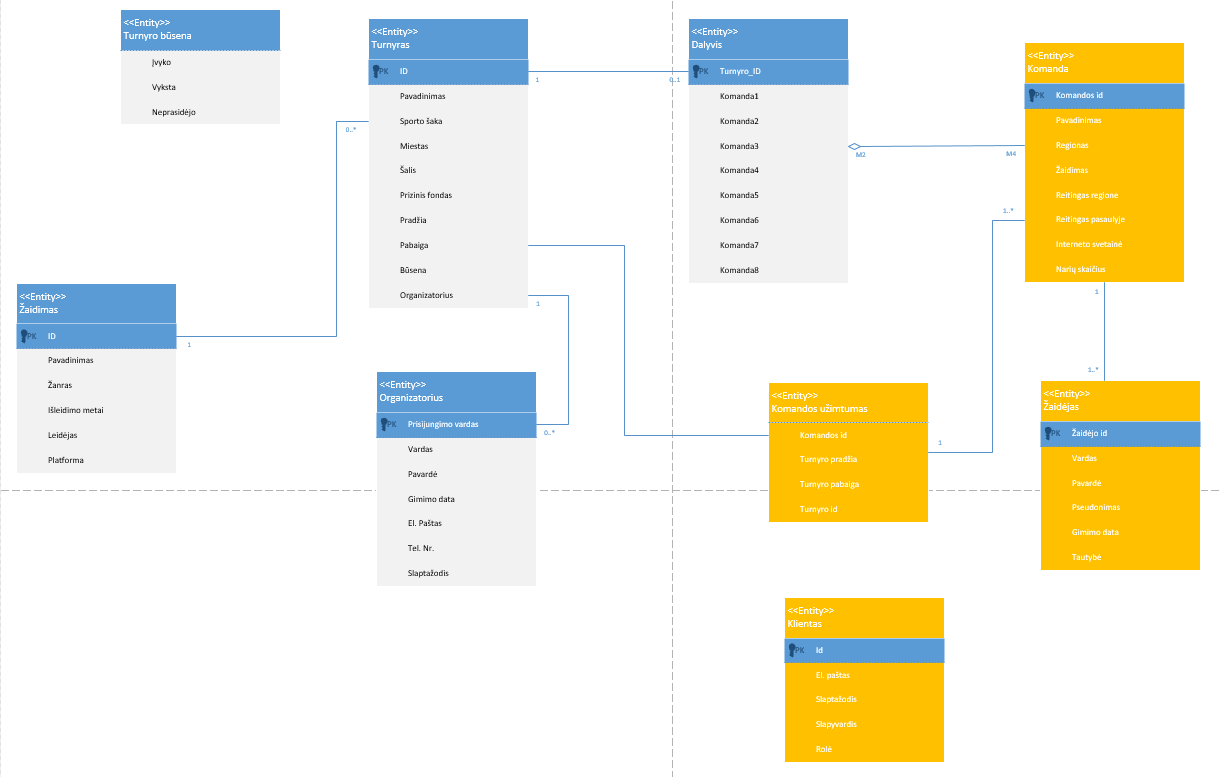 <<Entity>>
Turnyro būsena
Įvyko
Vyksta
Neprasidėjo
<<Entity>>
Turnyras
PK ID
Pavadinimas
Sporto šaka
Miestas
Šalis
Prizinis fondas
Pradžia
Pabaiga
Būsena
Organizatorius
<<Entity>>
Dalyvis
PK Turnyro_ID
Komanda1
Komanda2
Komanda3
Komanda4
Komanda5
Komanda6
Komanda7
Komanda8
<<Entity>>
Komanda
PK Komandos id
Pavadinimas
Regionas
Žaidimas
Reitingas regione
Reitingas pasaulyje
Interneto svetainė
Narių skaičius
1
0..1
0..*
M2
M4
1..*
1
1
1..*
<<Entity>>
Žaidimas
PK ID
Pavadinimas
Žanras
Išleidimo metai
Leidėjas
Platforma
1
<<Entity>>
Organizatorius
PK Prisijungimo vardas
Vardas
Pavardė
Gimimo data
El. Paštas
Tel. Nr.
Slaptažodis
0..*
<<Entity>>
Komandos užimtumas
Komandos id
Turnyro pradžia
Turnyro pabaiga
Turnyro id
1
<<Entity>>
Žaidėjas
PK Žaidėjo id
Vardas
Pavardė
Pseudonimas
Gimimo data
Tautybė
<<Entity>>
Klientas
PK Id
El. paštas
Slaptažodis
Slapyvardis
Rolė